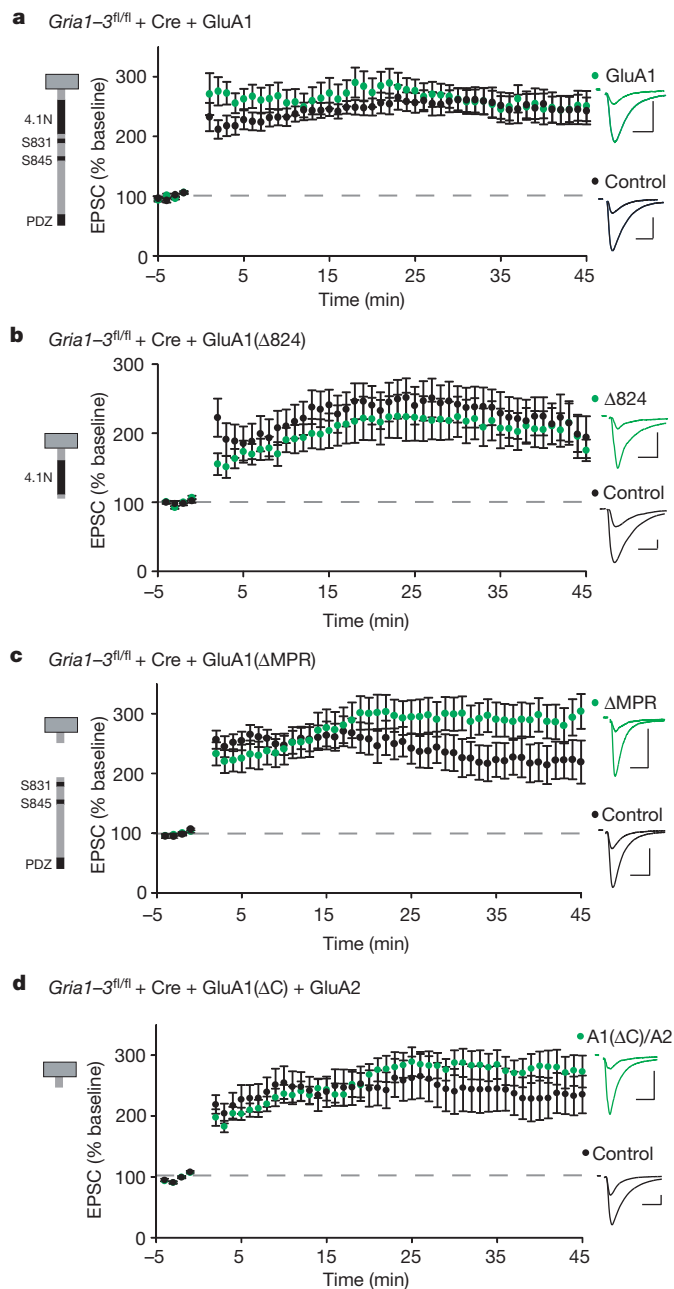 a
Gria1–3fl/fl + Cre + GluA1
4.1N
S831
S845
PDZ
EPSC (% baseline)
300
200
100
0
–5
5
15
25
35
45
Time (min)
GluA1
Control
b
Gria1–3fl/fl + Cre + GluA1(Δ824)
4.1N
EPSC (% baseline)
300
200
100
0
–5
5
15
25
35
45
Time (min)
Δ824
Control
c
Gria1–3fl/fl + Cre + GluA1(ΔMPR)
S831
S845
PDZ
EPSC (% baseline)
300
200
100
0
–5
5
15
25
35
45
Time (min)
ΔMPR
Control
d
Gria1–3fl/fl + Cre + GluA1(ΔC) + GluA2
EPSC (% baseline)
300
200
100
0
–5
5
15
25
35
45
Time (min)
A1(ΔC)/A2
Control